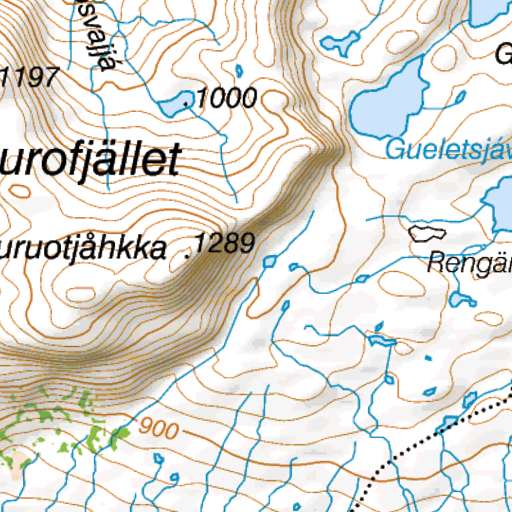 svajjá
1197
.1000
G
urofjället
Gueletsjáv
uruotjåhkka
.1289
Rengär
900